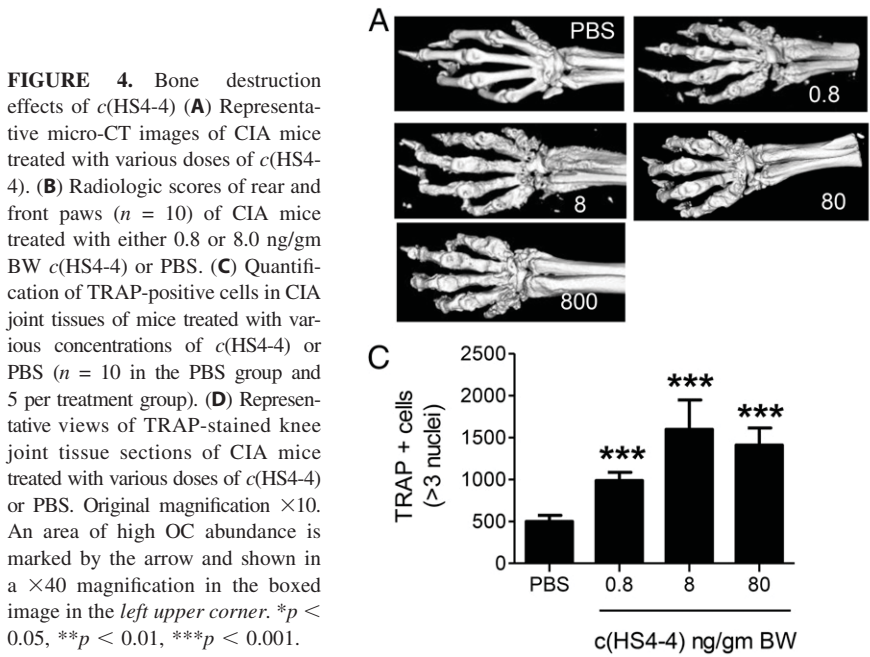 FIGURE 4. Bone destruction
effects of c(HS4-4) (A) Representa-
tive micro-CT images of CIA mice
treated with various doses of c(HS4-
4). (B) Radiologic scores of rear and
front paws (n = 10) of CIA mice
treated with either 0.8 or 8.0 ng/gm
BW c(HS4-4) or PBS. (C) Quantifi-
cation of TRAP-positive cells in CIA
joint tissues of mice treated with var-
ious concentrations of c(HS4-4) or
PBS (n = 10 in the PBS group and
5 per treatment group). (D) Represen-
tative views of TRAP-stained knee
joint tissue sections of CIA mice
treated with various doses of c(HS4-4)
or PBS. Original magnification ×10.
An area of high OC abundance is
marked by the arrow and shown in
a ×40 magnification in the boxed
image in the left upper corner. *p <
0.05, **p < 0.01, ***p < 0.001.
A
PBS
0.8
8
80
800
C
TRAP + cells
(>3 nuclei)
2500
2000
1500
1000
500
0
***
***
***
PBS
0.8
8
80
c(HS4-4) ng/gm BW